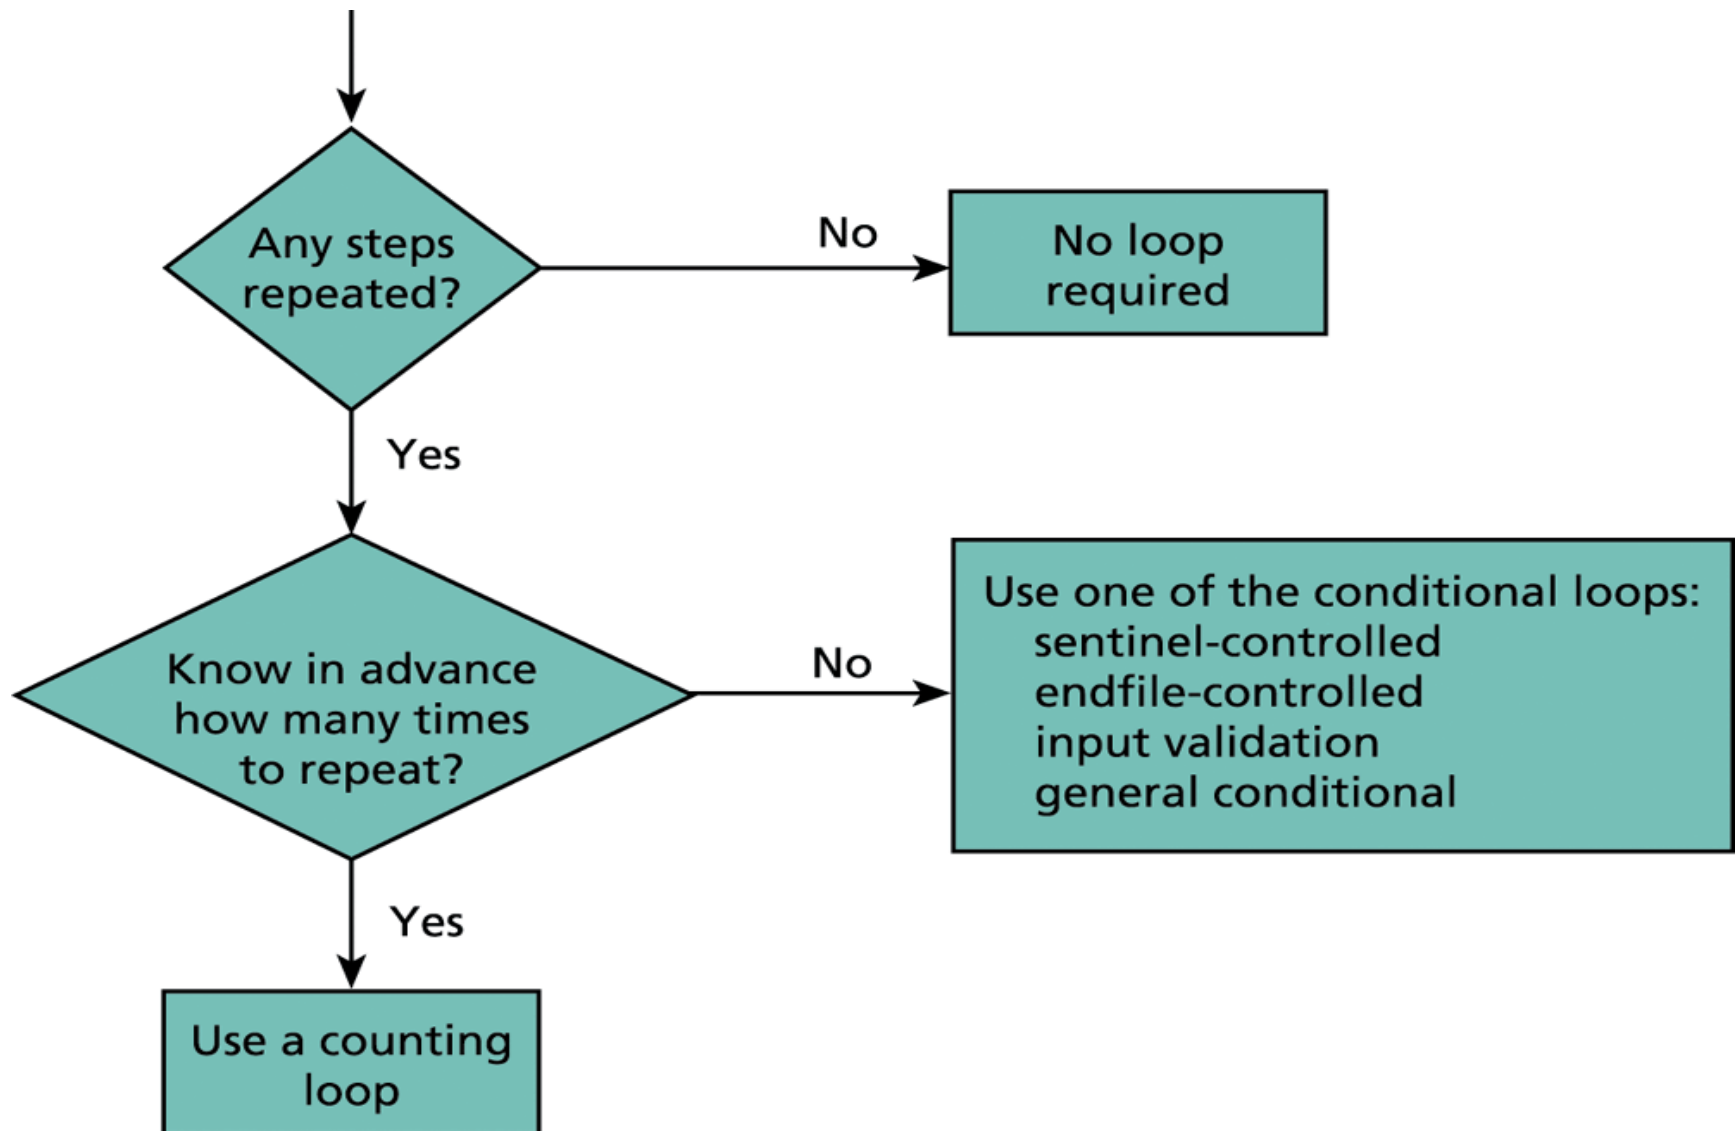 Any steps
repeated?
No
No loop
required
Yes
Know in advance
how many times
to repeat?
No
Use one of the conditional loops:
sentinel-controlled
endfile-controlled
input validation
general conditional
Yes
Use a counting
loop